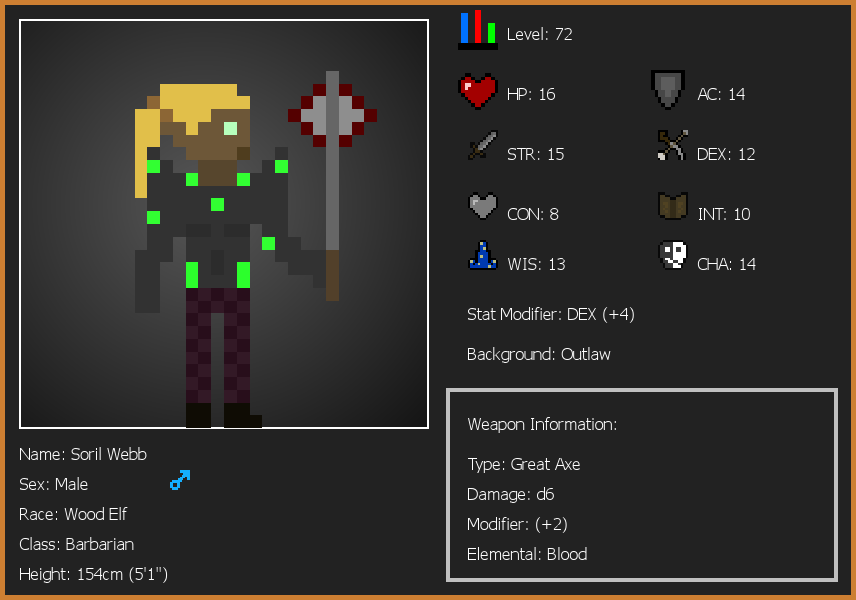 Level: 72
HP: 16
AC: 14
STR: 15
DEX: 12
CON: 8
INT: 10
WIS: 13
CHA: 14
Stat Modifier: DEX (+4)
Background: Outlaw
Weapon Information:
Type: Great Axe
Damage: d6
Modifier: (+2)
Elemental: Blood
Name: Soril Webb
Sex: Male
Race: Wood Elf
Class: Barbarian
Height: 154cm (5'1")